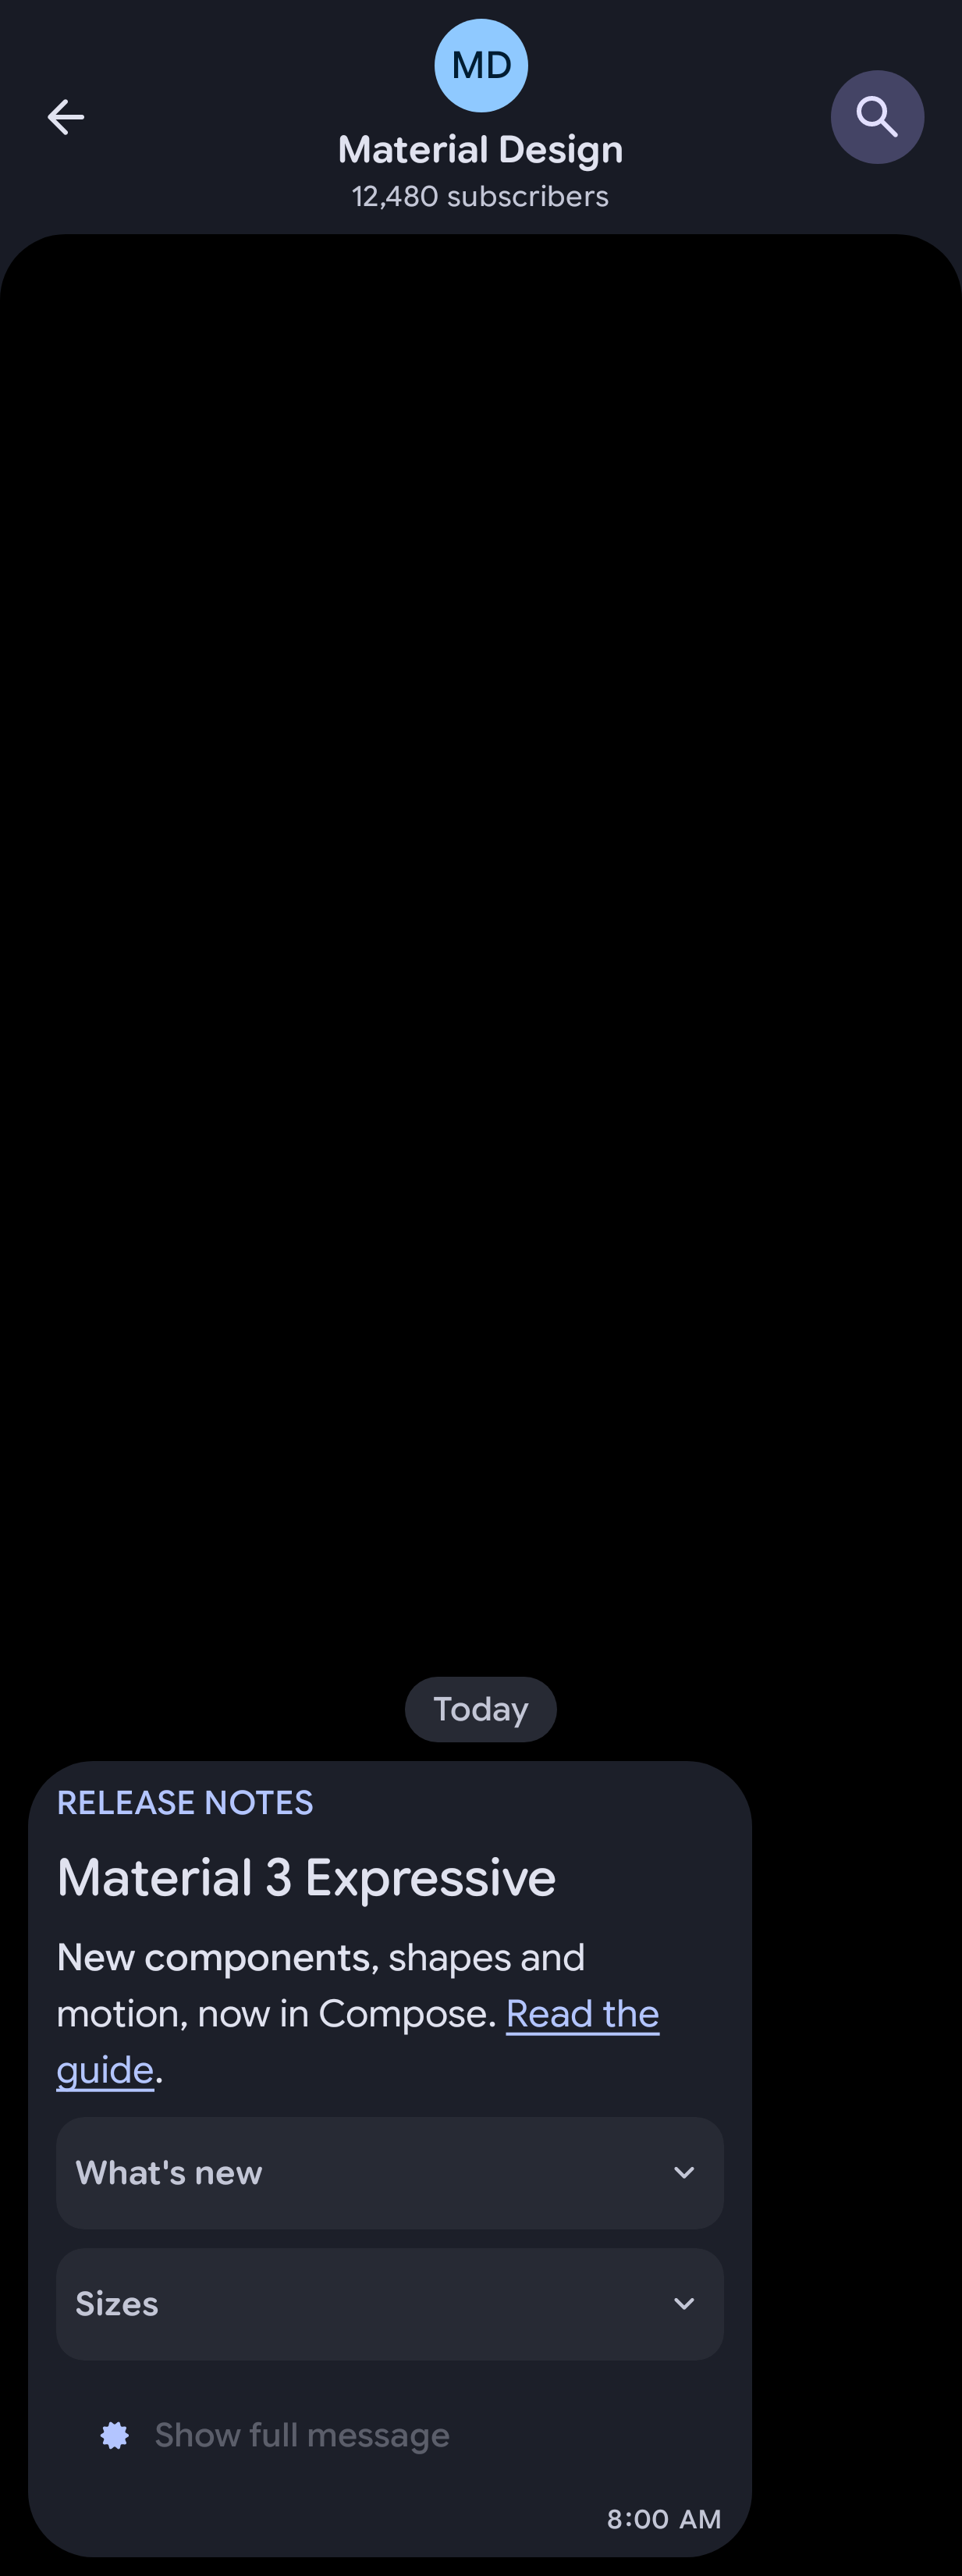 MD
Material Design
12,480 subscribers
Today
RELEASE NOTES
Material 3 Expressive
New components, shapes and
motion, now in Compose. Read the
guide.
What's new
Sizes
Show full message
8:00 AM